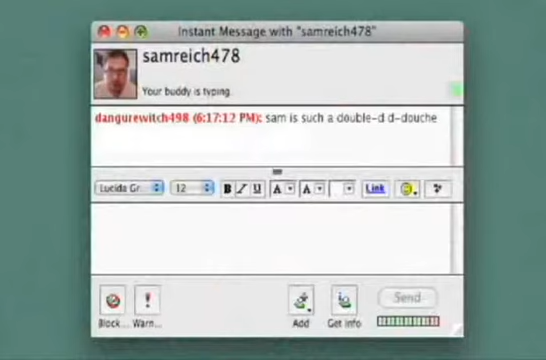 Instant Message with "samreich478"
samreich478
Your buddy is typing.
dangurewitch498 (6:17:12 PM): sam is such a double-d d-douche
Lucida Gr. 12 B I U A A Link
Block... Warn... Add Get Info Send